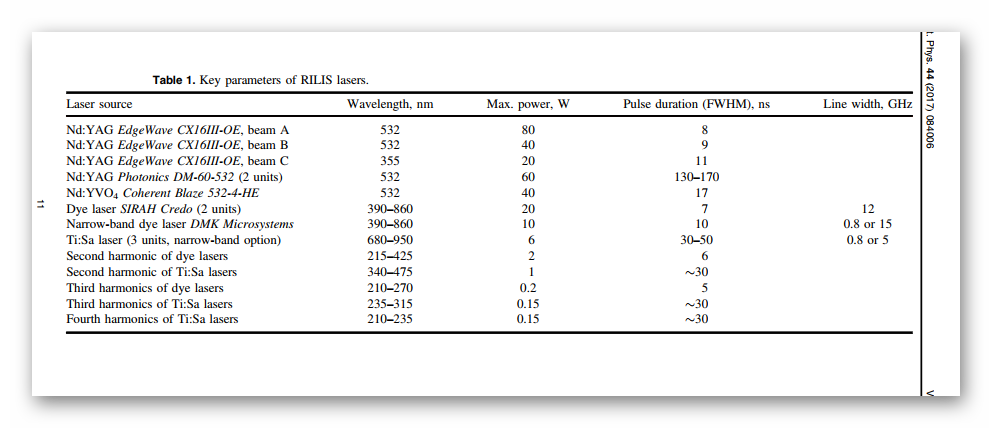 Table 1. Key parameters of RILIS lasers.
Laser source Wavelength, nm Max. power, W Pulse duration (FWHM), ns Line width, GHz
Nd:YAG EdgeWave CX16III-OE, beam A 532 80 8
Nd:YAG EdgeWave CX16III-OE, beam B 532 40 9
Nd:YAG EdgeWave CX16III-OE, beam C 355 20 11
Nd:YAG Photonics DM-60-532 (2 units) 532 60 130–170
Nd:YVO₄ Coherent Blaze 532-4-HE 532 40 17
Dye laser SIRAH Credo (2 units) 390–860 20 7 12
Narrow-band dye laser DMK Microsystems 390–860 10 10 0.8 or 15
Ti:Sa laser (3 units, narrow-band option) 680–950 6 30–50 0.8 or 5
Second harmonic of dye lasers 215–425 2 6
Second harmonic of Ti:Sa lasers 340–475 1 ~30
Third harmonics of dye lasers 210–270 0.2 5
Third harmonics of Ti:Sa lasers 235–315 0.15 ~30
Fourth harmonics of Ti:Sa lasers 210–235 0.15 ~30
11
. Phys. 44 (2017) 084006
V